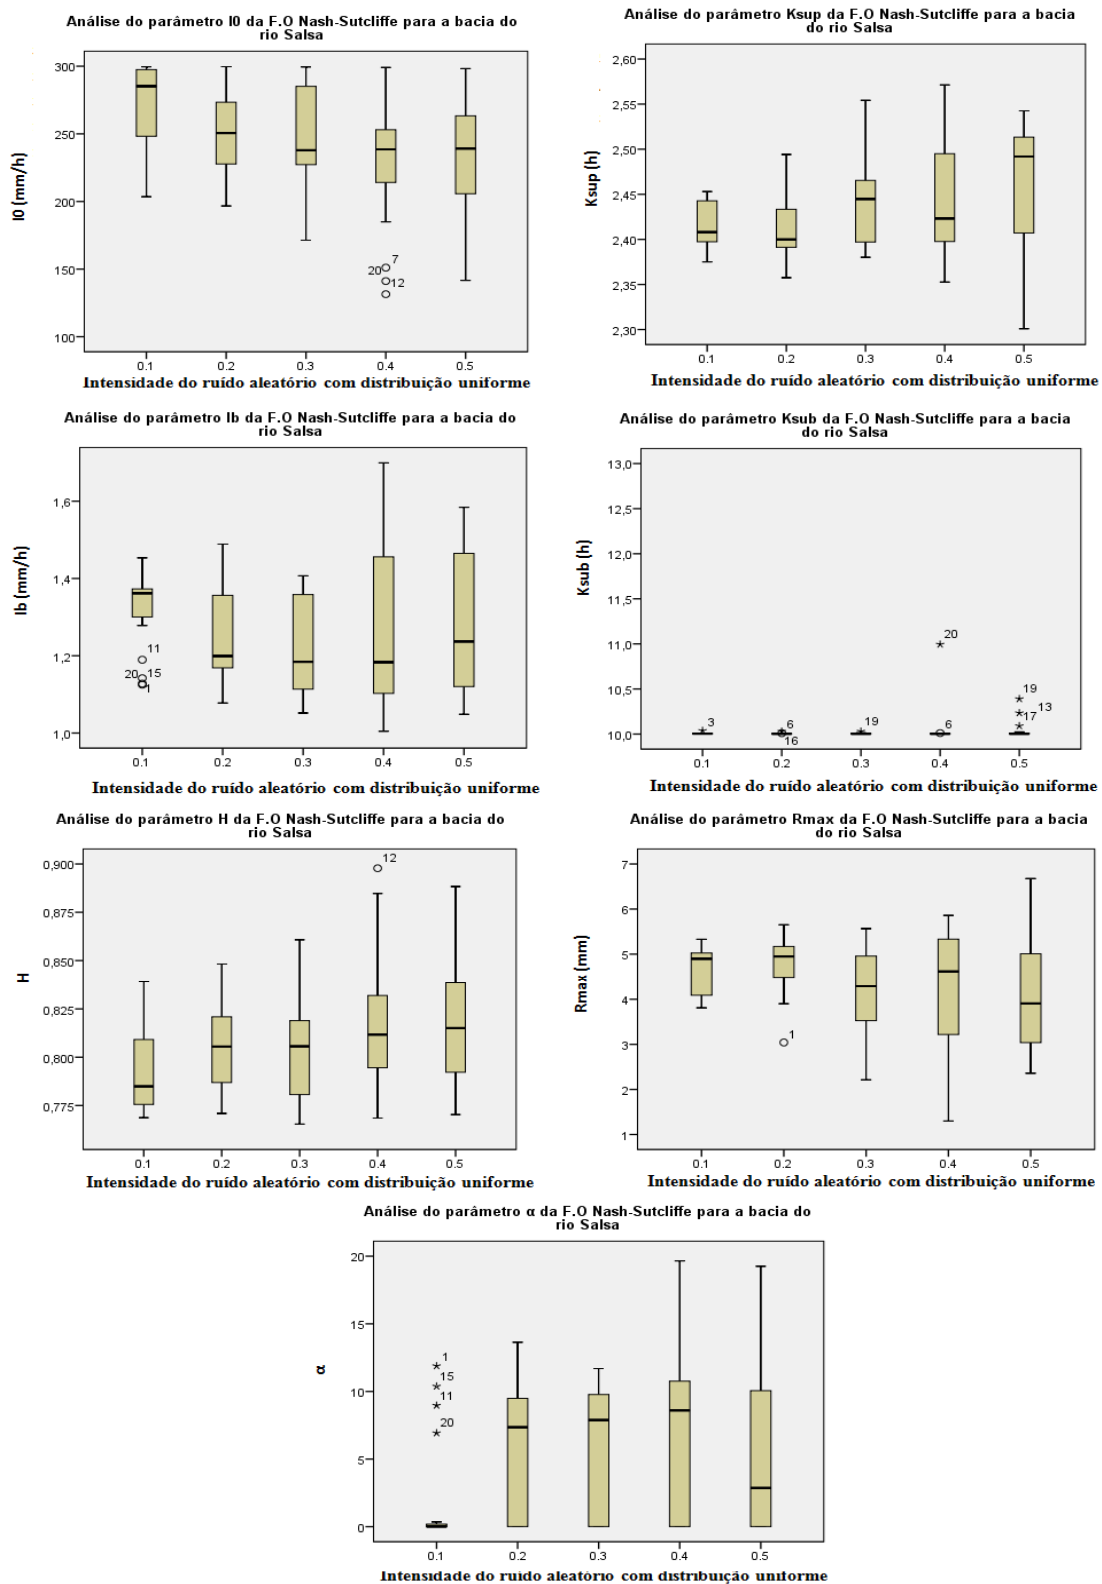 Análise do parâmetro I0 da F.O Nash-Sutcliffe para a bacia do
rio Salsa
300
250
200
150
100
I0 (mm/h)
7
20
12
0.1 0.2 0.3 0.4 0.5
Intensidade do ruído aleatório com distribuição uniforme
Análise do parâmetro Ksup da F.O Nash-Sutcliffe para a bacia
do rio Salsa
2,60
2,55
2,50
2,45
2,40
2,35
2,30
Ksup (h)
0.1 0.2 0.3 0.4 0.5
Intensidade do ruído aleatório com distribuição uniforme
Análise do parâmetro Ib da F.O Nash-Sutcliffe para a bacia do
rio Salsa
1,6
1,4
1,2
1,0
Ib (mm/h)
11
20 15
1
0.1 0.2 0.3 0.4 0.5
Intensidade do ruído aleatório com distribuição uniforme
Análise do parâmetro Ksub da F.O Nash-Sutcliffe para a bacia
do rio Salsa
13,0
12,5
12,0
11,5
11,0
10,5
10,0
Ksub (h)
3
6
16
19
20
6
19
13
17
0.1 0.2 0.3 0.4 0.5
Intensidade do ruído aleatório com distribuição uniforme
Análise do parâmetro H da F.O Nash-Sutcliffe para a bacia do
rio Salsa
0,900
0,875
0,850
0,825
0,800
0,775
H
12
0.1 0.2 0.3 0.4 0.5
Intensidade do ruído aleatório com distribuição uniforme
Análise do parâmetro Rmax da F.O Nash-Sutcliffe para a bacia
do rio Salsa
7
6
5
4
3
2
1
Rmax (mm)
1
0.1 0.2 0.3 0.4 0.5
Intensidade do ruído aleatório com distribuição uniforme
Análise do parâmetro α da F.O Nash-Sutcliffe para a bacia do
rio Salsa
20
15
10
5
0
α
1
15
11
20
0.1 0.2 0.3 0.4 0.5
Intensidade do ruído aleatório com distribuição uniforme